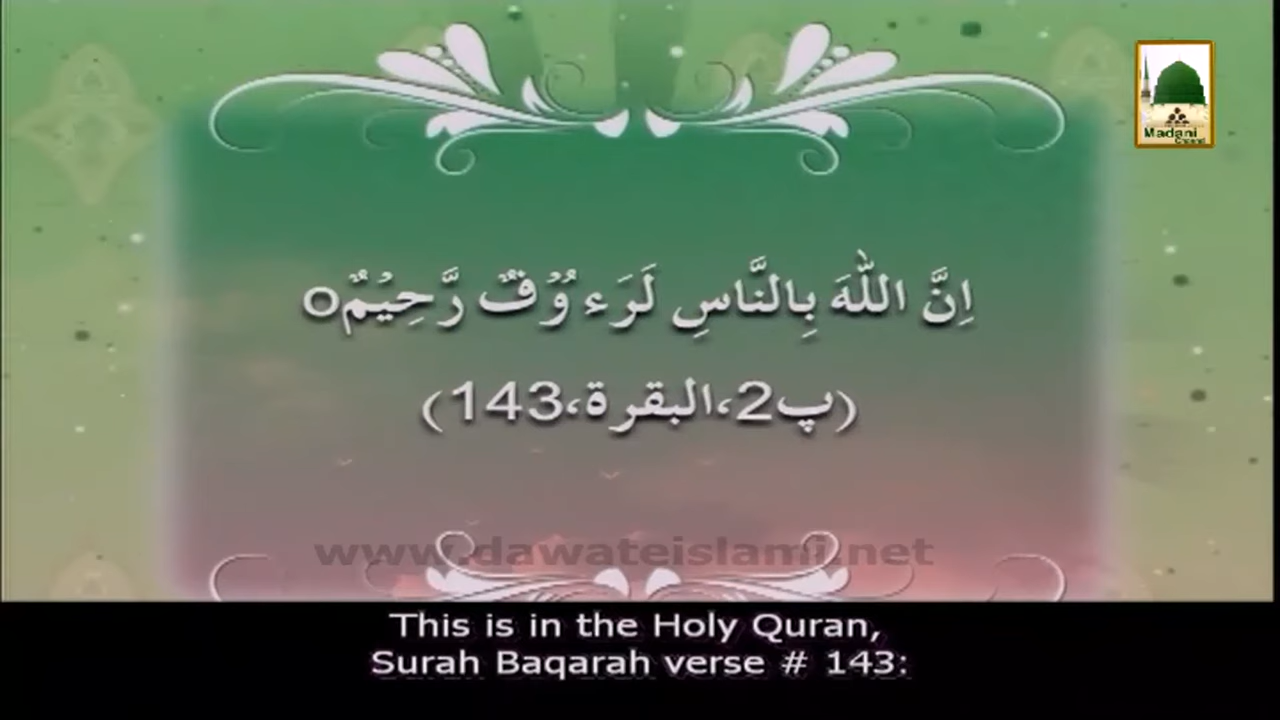 اِنَّ اللّٰهَ بِالنَّاسِ لَرَءُوْفٌ رَّحِیْمٌo
(پ2،البقرة،143)
www.dawateislami.net
This is in the Holy Quran,
Surah Baqarah verse # 143:
Madani
Channel